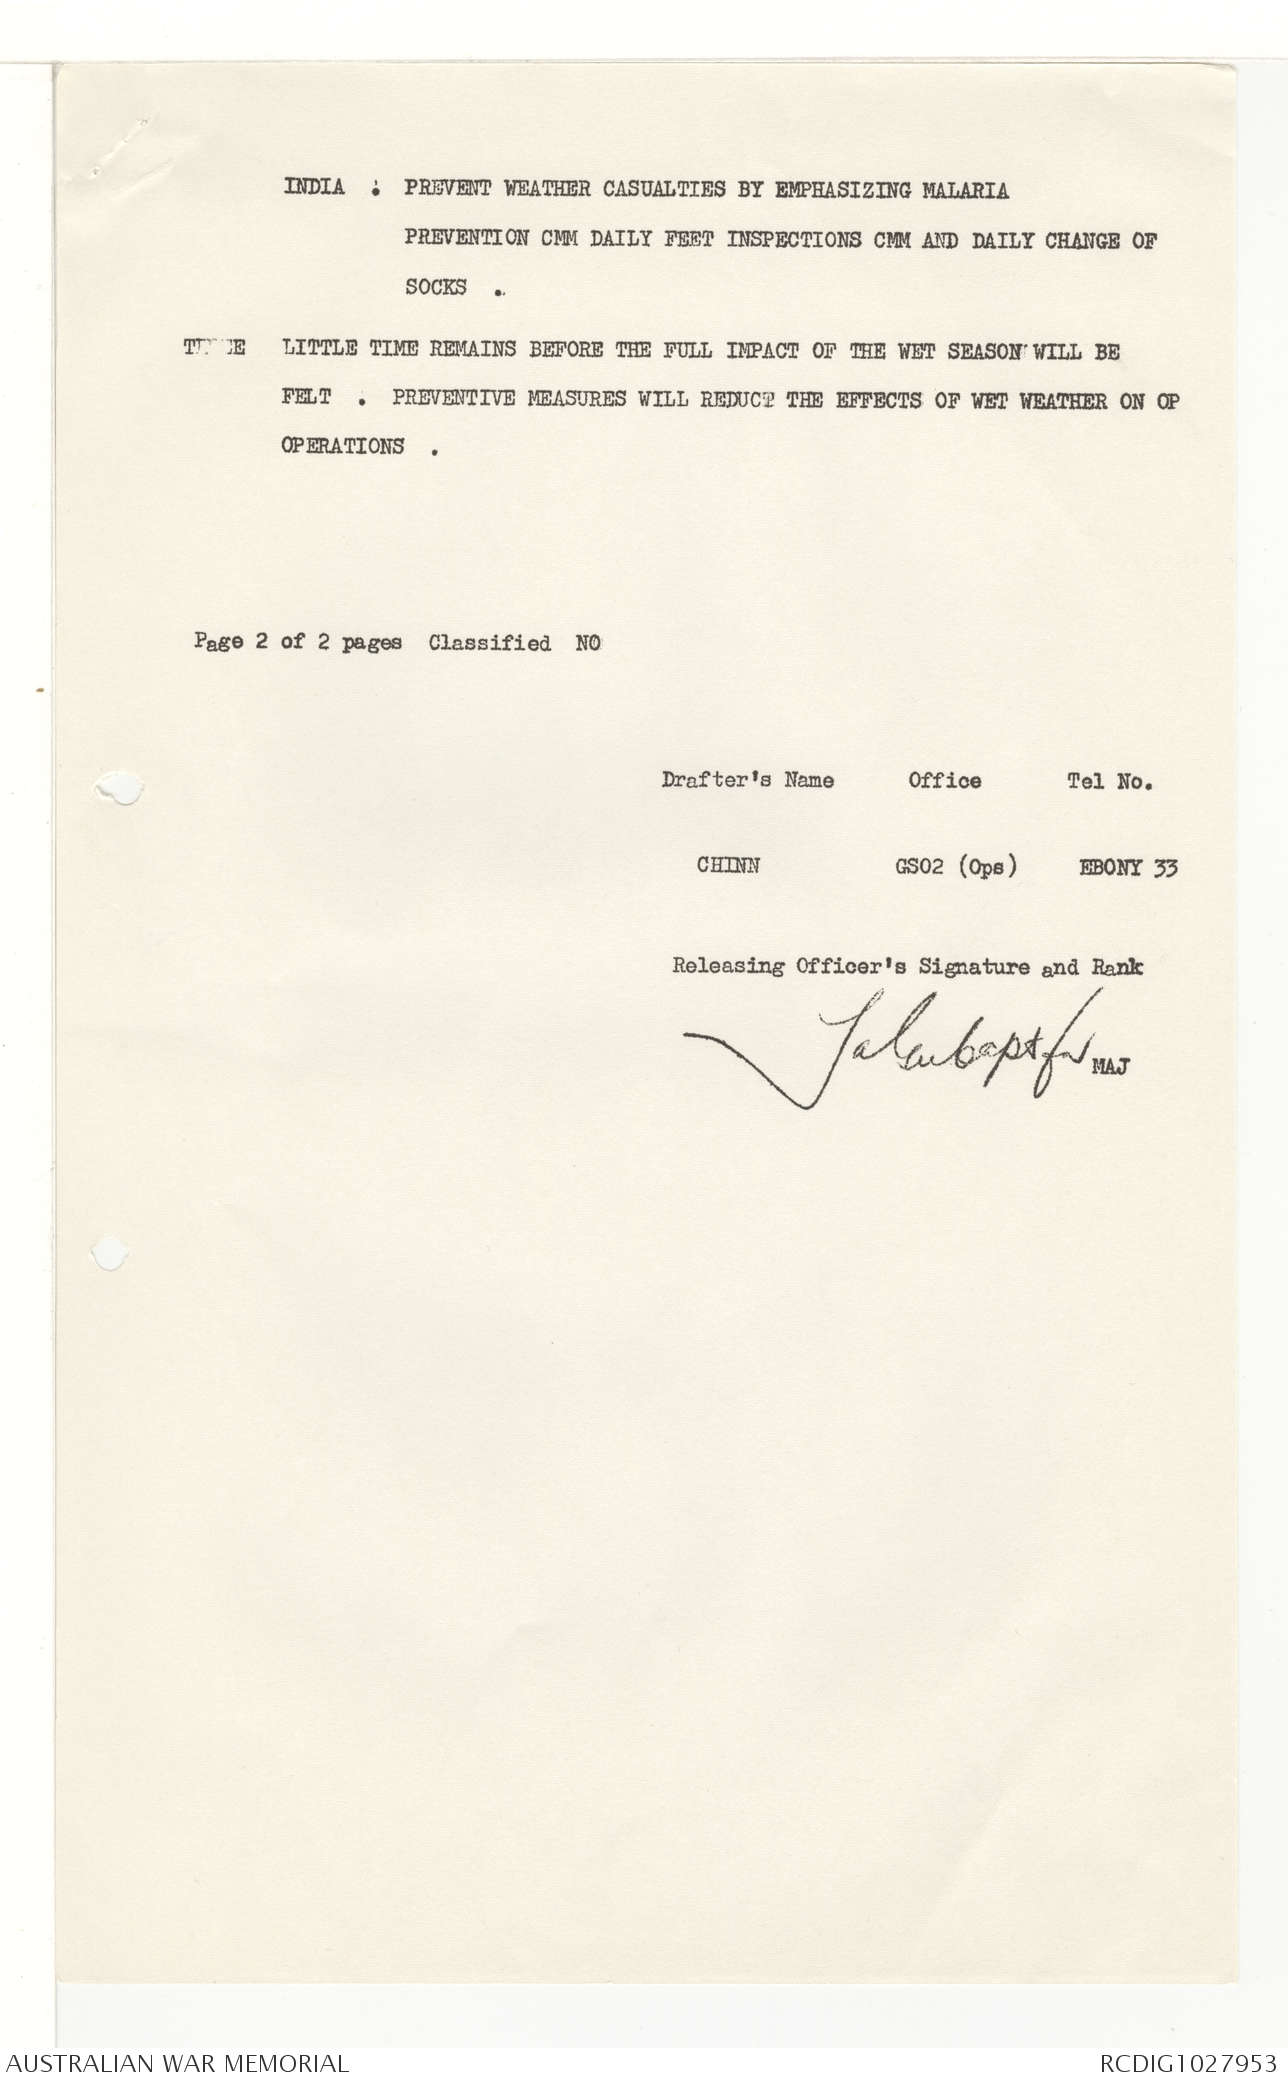 INDIA : PREVENT WEATHER CASUALTIES BY EMPHASIZING MALARIA
PREVENTION CMM DAILY FEET INSPECTIONS CMM AND DAILY CHANGE OF
SOCKS .
LITTLE TIME REMAINS BEFORE THE FULL IMPACT OF THE WET SEASON WILL BE
FELT . PREVENTIVE MEASURES WILL REDUCT THE EFFECTS OF WET WEATHER ON OP
OPERATIONS .
Page 2 of 2 pages Classified NO
Drafter's Name Office Tel No.
CHINN GSO2 (Ops) EBONY 33
Releasing Officer's Signature and Rank
capt for MAJ
AUSTRALIAN WAR MEMORIAL RCDIG1027953